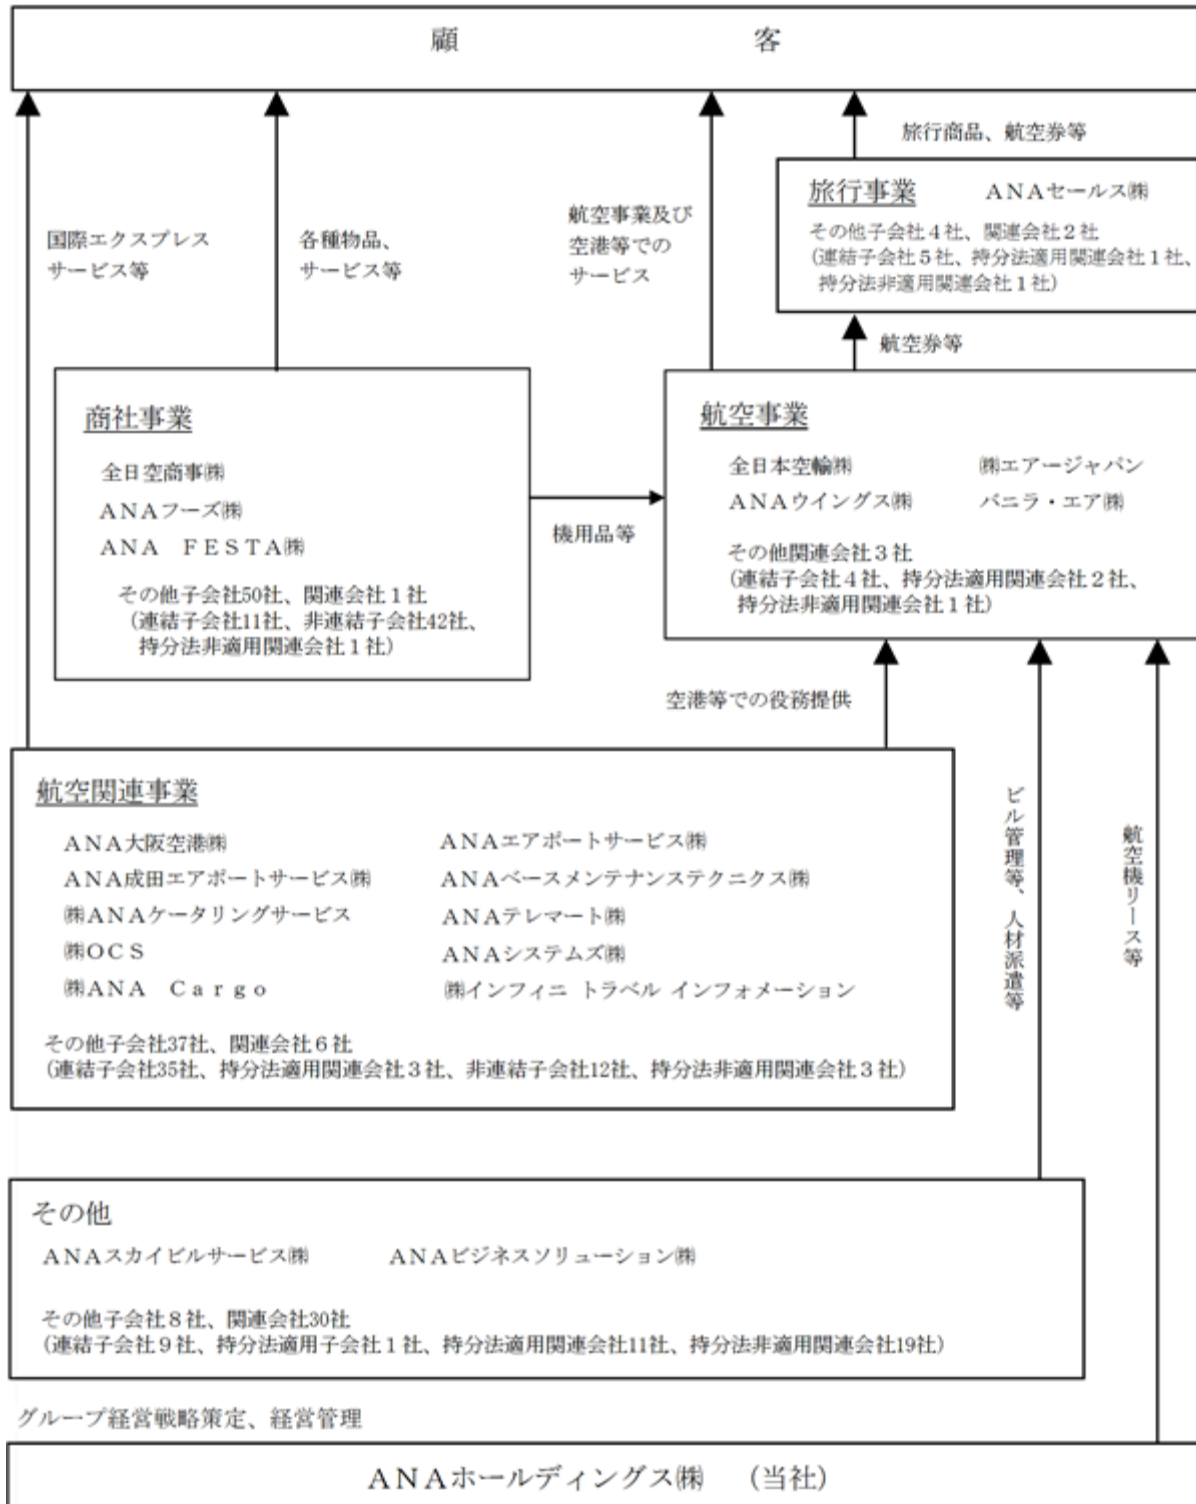 顧　客
旅行商品、航空券等
旅行事業　ＡＮＡセールス㈱
その他子会社４社、関連会社２社
(連結子会社５社、持分法適用関連会社１社、
持分法非適用関連会社１社)
国際エクスプレス
サービス等
各種物品、
サービス等
航空事業及び
空港等での
サービス
航空券等
商社事業
全日空商事㈱
ＡＮＡフーズ㈱
ＡＮＡ　ＦＥＳＴＡ㈱
その他子会社50社、関連会社１社
(連結子会社11社、非連結子会社42社、
持分法非適用関連会社１社)
機用品等
航空事業
全日本空輸㈱　㈱エアージャパン
ＡＮＡウイングス㈱　バニラ・エア㈱
その他関連会社３社
(連結子会社４社、持分法適用関連会社２社、
持分法非適用関連会社１社)
空港等での役務提供
航空関連事業
ＡＮＡ大阪空港㈱　ＡＮＡエアポートサービス㈱
ＡＮＡ成田エアポートサービス㈱　ＡＮＡベースメンテナンステクニクス㈱
㈱ＡＮＡケータリングサービス　ＡＮＡテレマート㈱
㈱ＯＣＳ　ＡＮＡシステムズ㈱
㈱ＡＮＡ　Ｃａｒｇｏ　㈱インフィニ トラベル インフォメーション
その他子会社37社、関連会社６社
(連結子会社35社、持分法適用関連会社３社、非連結子会社12社、持分法非適用関連会社３社)
ビル管理等、人材派遣等
航空機リース等
その他
ＡＮＡスカイビルサービス㈱　ＡＮＡビジネスソリューション㈱
その他子会社８社、関連会社30社
(連結子会社９社、持分法適用子会社１社、持分法適用関連会社11社、持分法非適用関連会社19社)
グループ経営戦略策定、経営管理
ＡＮＡホールディングス㈱　（当社）